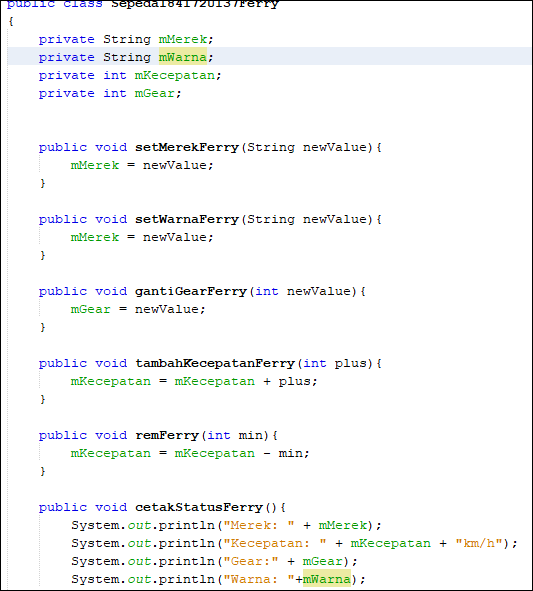 public class Sepeda1841720137Ferry
{
private String mMerek;
private String mWarna;
private int mKecepatan;
private int mGear;
public void setMerekFerry(String newValue){
mMerek = newValue;
}
public void setWarnaFerry(String newValue){
mMerek = newValue;
}
public void gantiGearFerry(int newValue){
mGear = newValue;
}
public void tambahKecepatanFerry(int plus){
mKecepatan = mKecepatan + plus;
}
public void remFerry(int min){
mKecepatan = mKecepatan - min;
}
public void cetakStatusFerry(){
System.out.println("Merek: " + mMerek);
System.out.println("Kecepatan: " + mKecepatan + "km/h");
System.out.println("Gear:" + mGear);
System.out.println("Warna: "+mWarna);